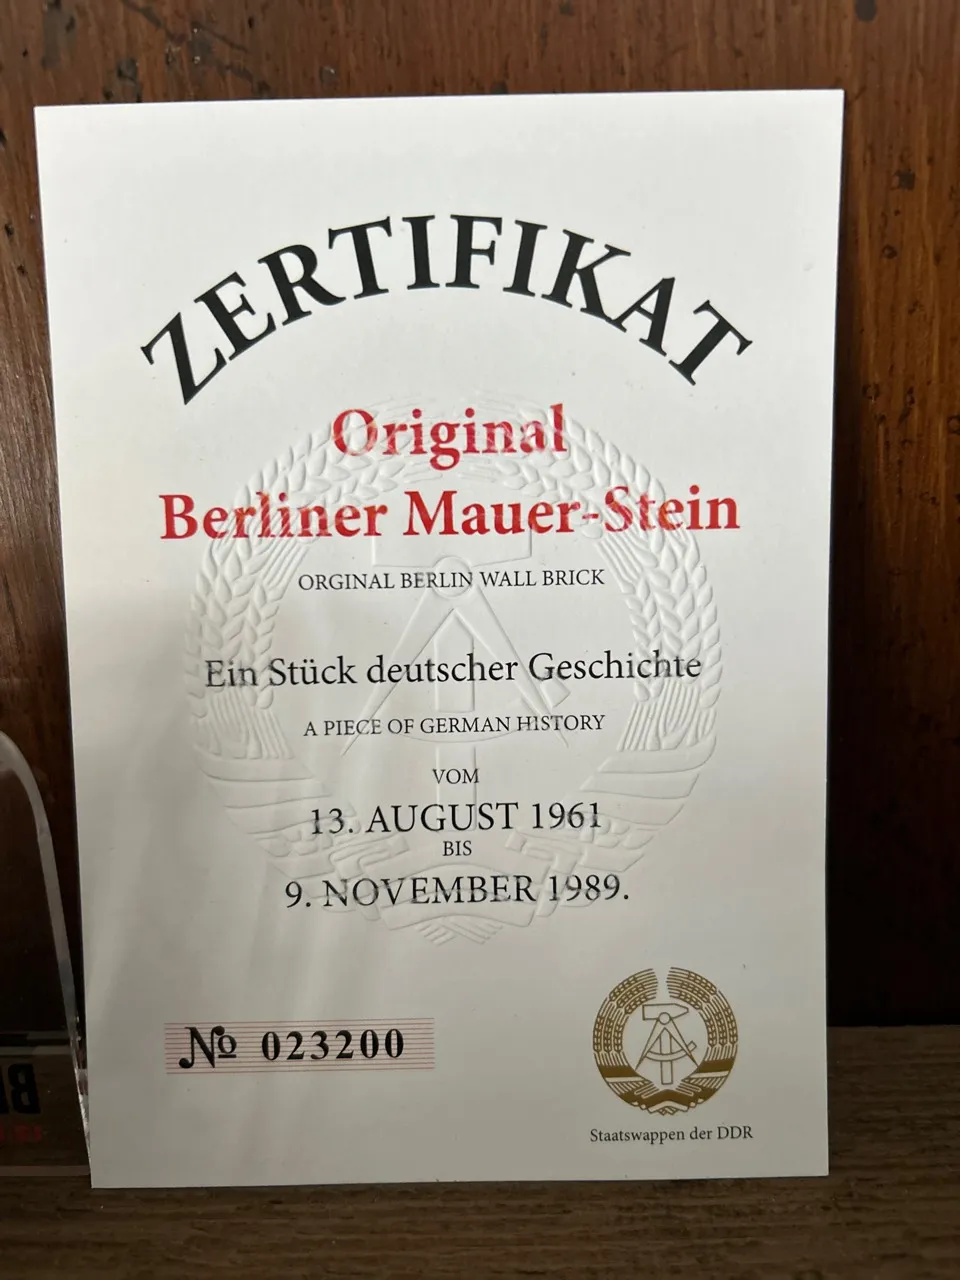 ZERTIFIKAT
Original
Berliner Mauer-Stein
ORGINAL BERLIN WALL BRICK
Ein Stück deutscher Geschichte
A PIECE OF GERMAN HISTORY
VOM
13. AUGUST 1961
BIS
9. NOVEMBER 1989.
№ 023200
Staatswappen der DDR